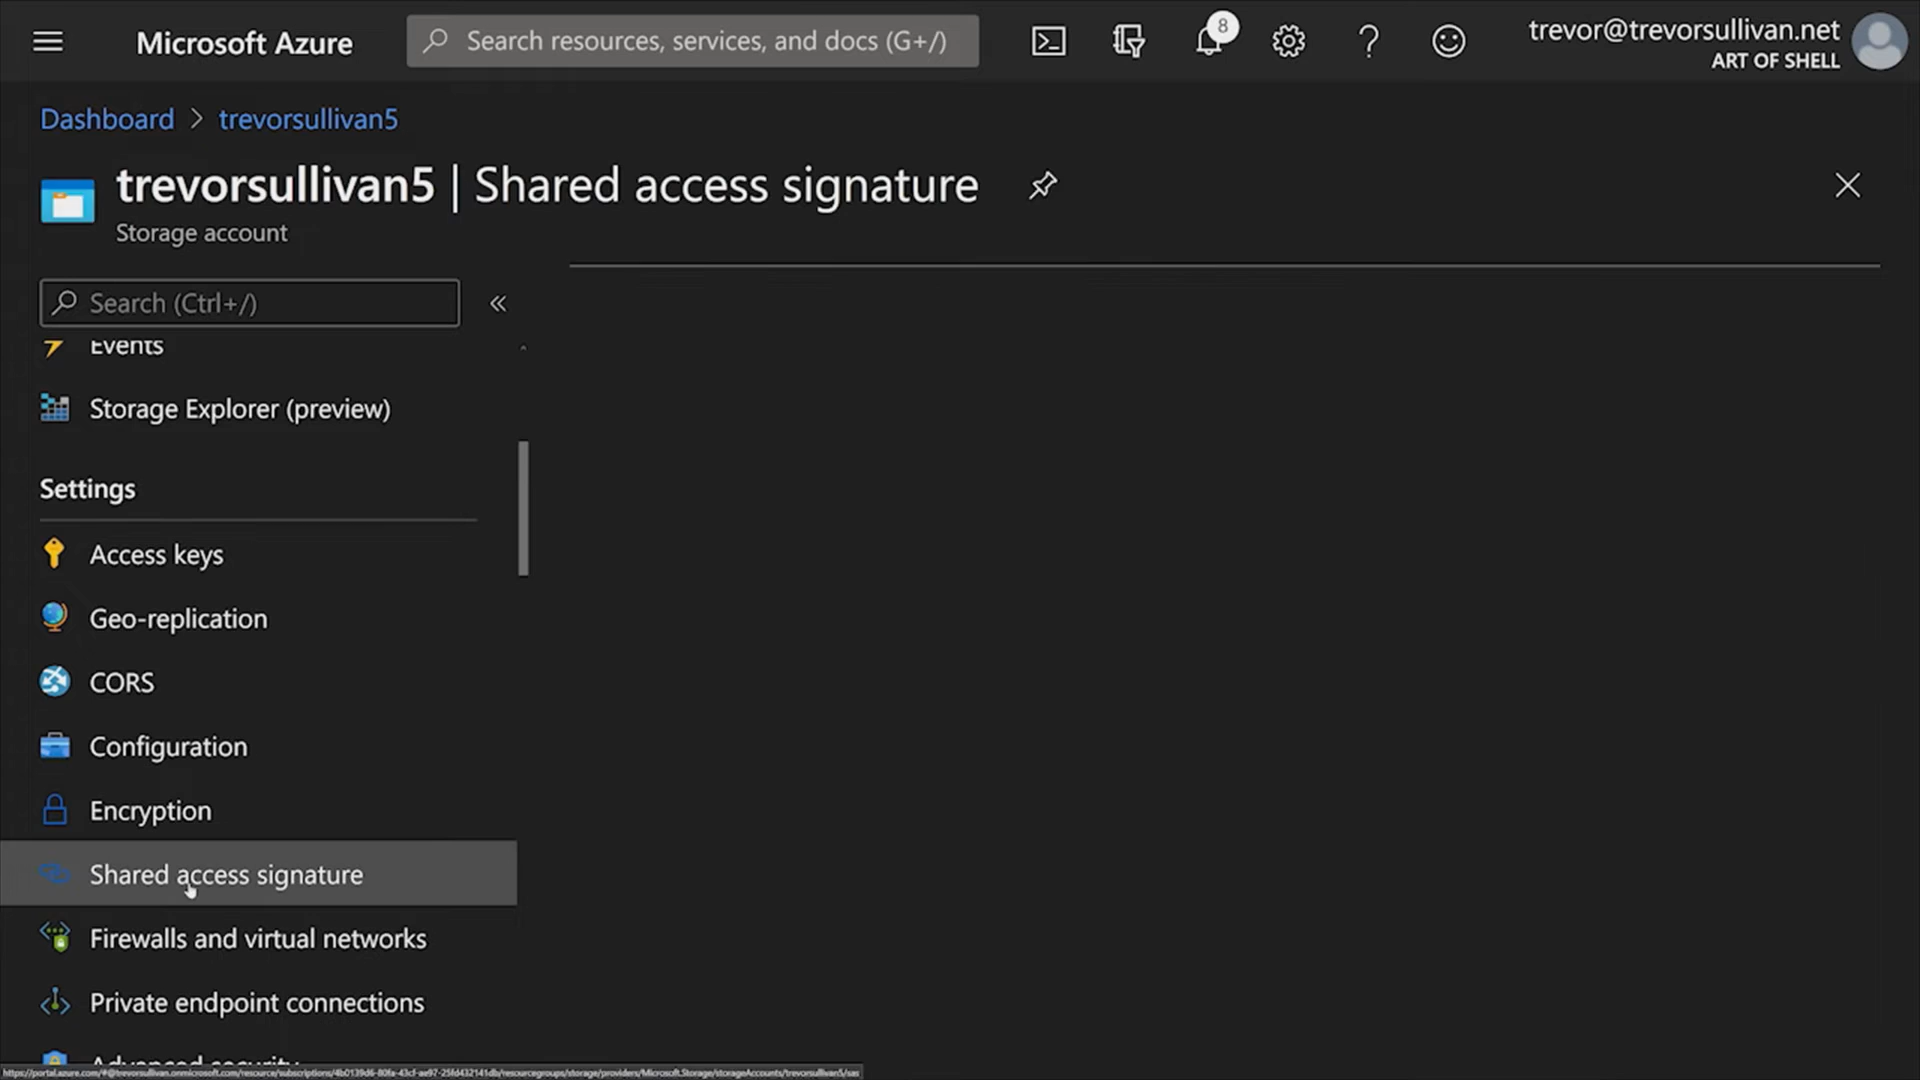 Microsoft Azure
Search resources, services, and docs (G+/)
8
trevor@trevorsullivan.net
ART OF SHELL
Dashboard > trevorsullivan5
trevorsullivan5 | Shared access signature
Storage account
Search (Ctrl+/)
Events
Storage Explorer (preview)
Settings
Access keys
Geo-replication
CORS
Configuration
Encryption
Shared access signature
Firewalls and virtual networks
Private endpoint connections
Advanced security